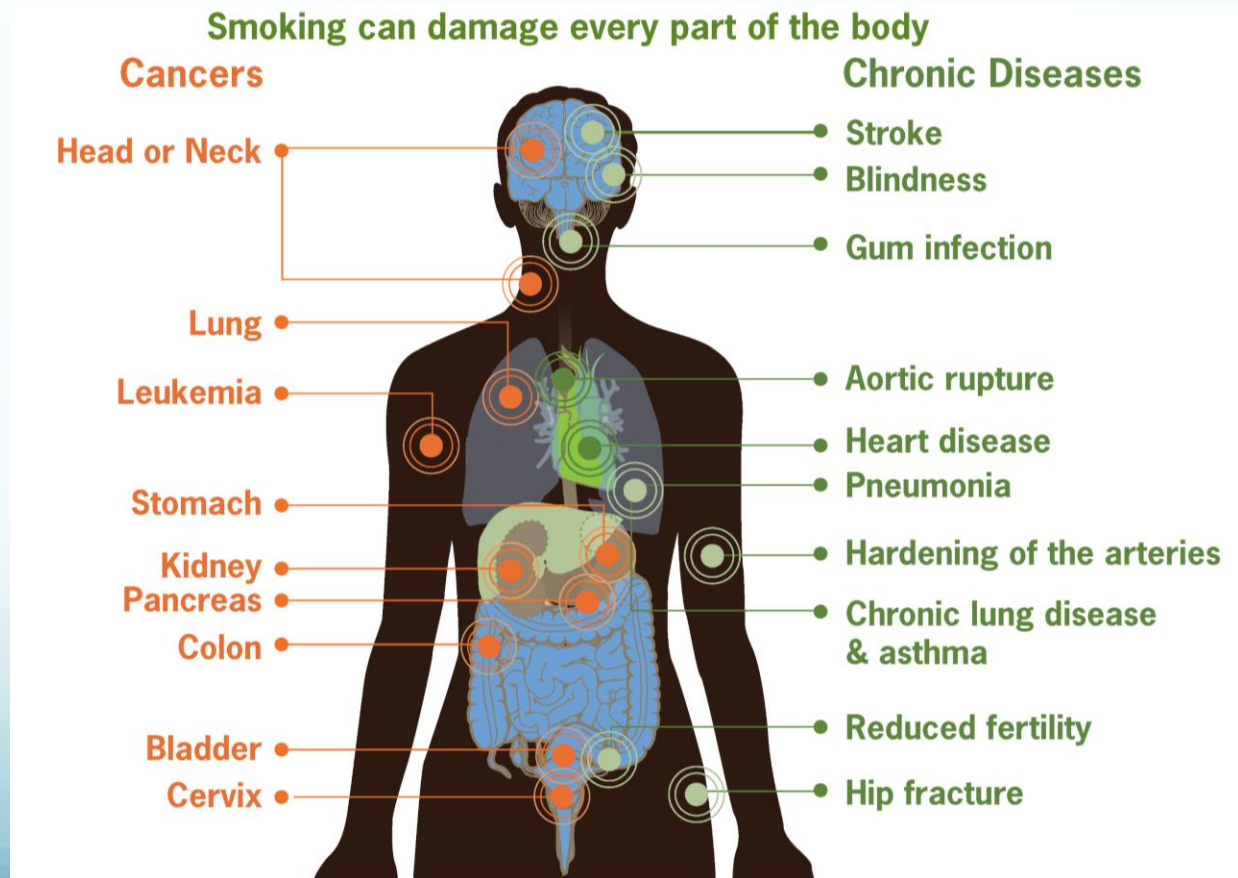 Smoking can damage every part of the body
Cancers
Head or Neck
Lung
Leukemia
Stomach
Kidney
Pancreas
Colon
Bladder
Cervix
Chronic Diseases
Stroke
Blindness
Gum infection
Aortic rupture
Heart disease
Pneumonia
Hardening of the arteries
Chronic lung disease
& asthma
Reduced fertility
Hip fracture